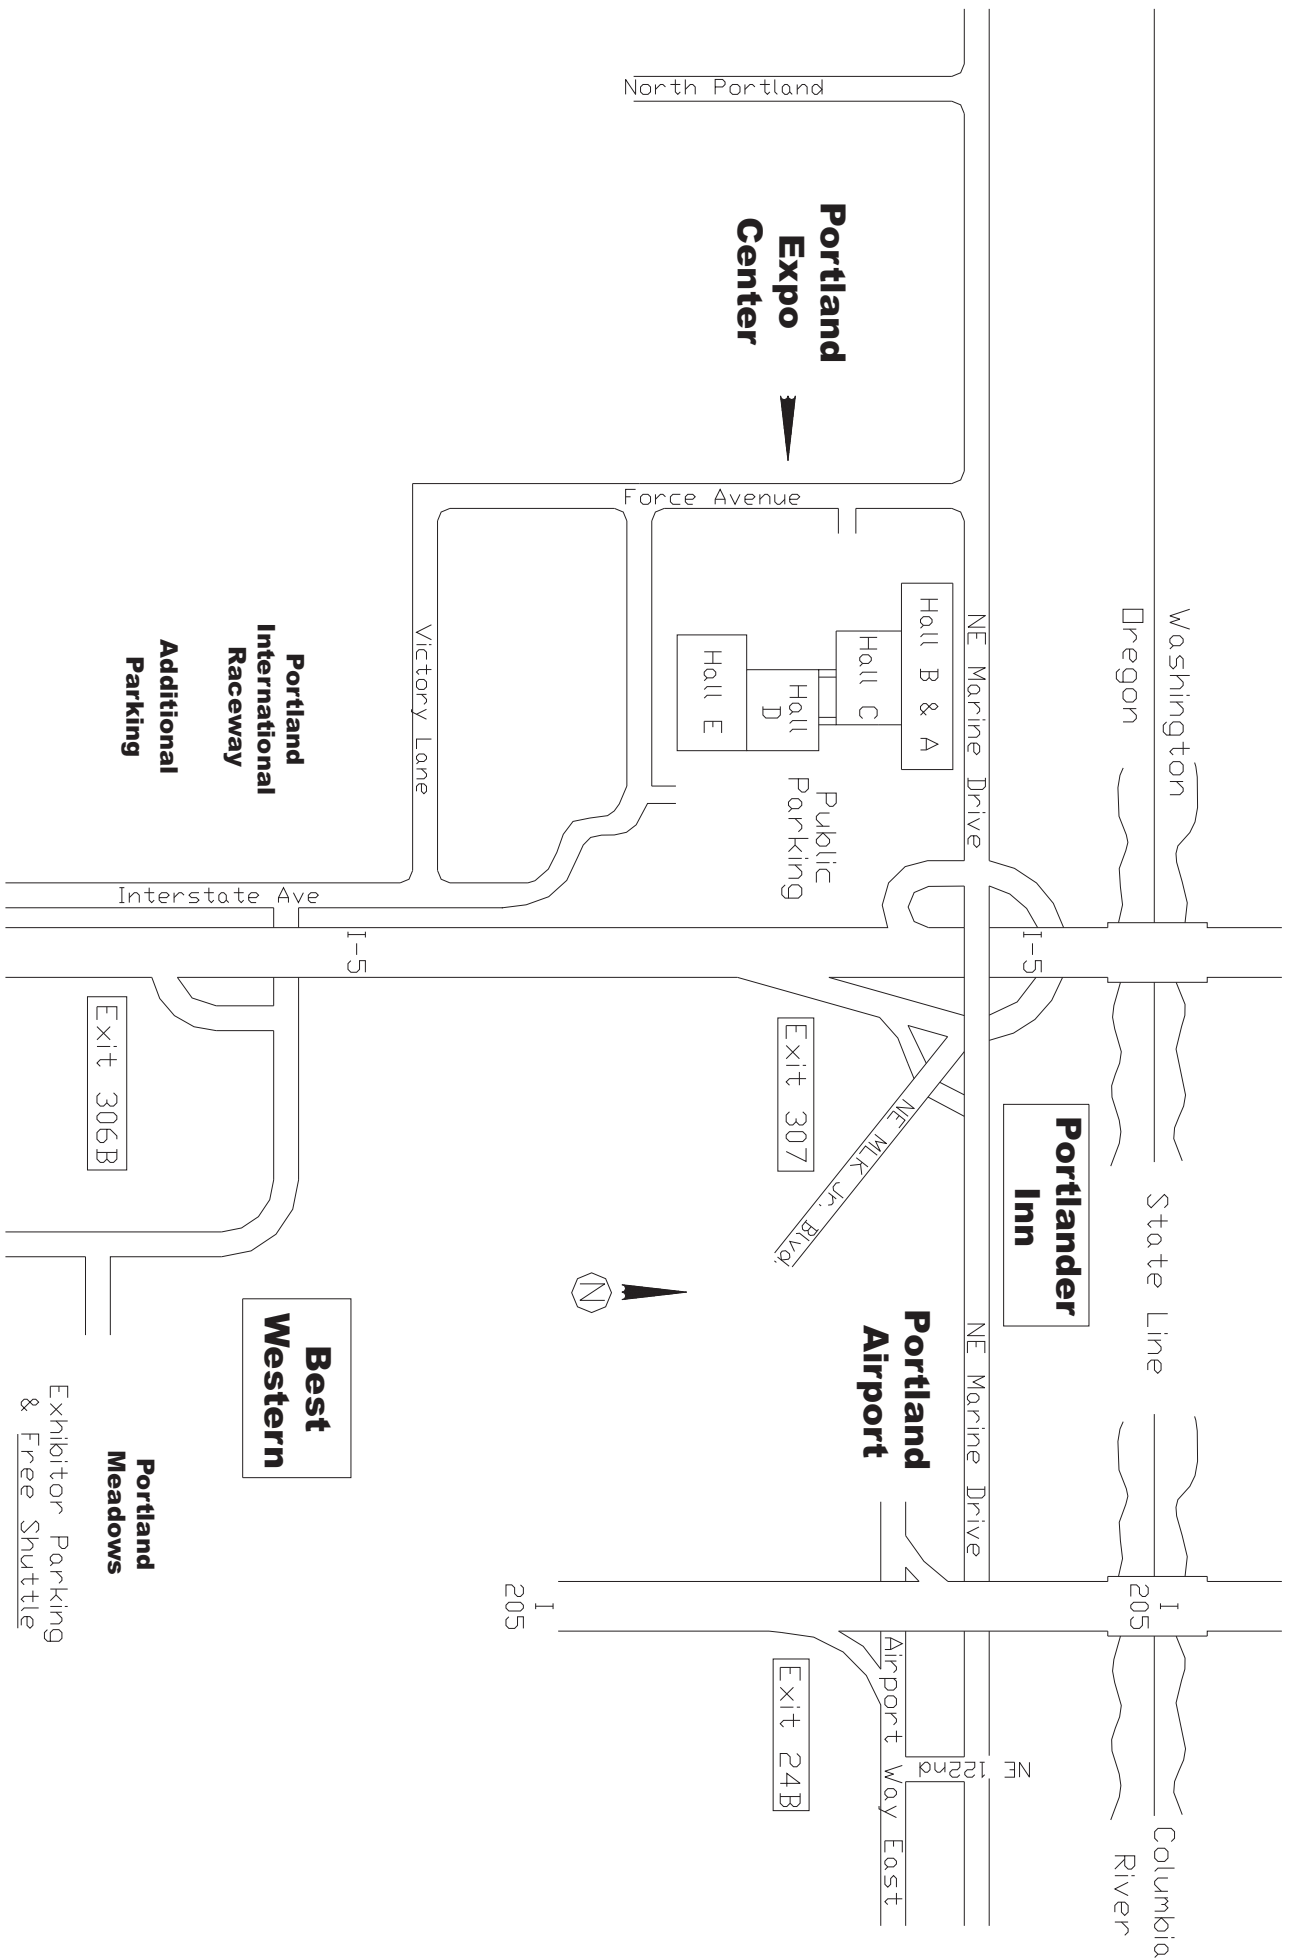 Washington
Oregon
State Line
Columbia
River
I-5
I
205
Portlander
Inn
North Portland
NE Marine Drive
NE Marine Drive
NE 122nd
Portland
Expo
Center
Force Avenue
Hall B & A
Hall C
Hall
D
Hall E
Public
Parking
Exit 307
NE MLK Jr. Blvd.
Portland
Airport
Airport Way East
Exit 24B
N
I
205
Victory Lane
I-5
Portland
International
Raceway
Additional
Parking
Interstate Ave
Exit 306B
Best
Western
Portland
Meadows
Exhibitor Parking
& Free Shuttle